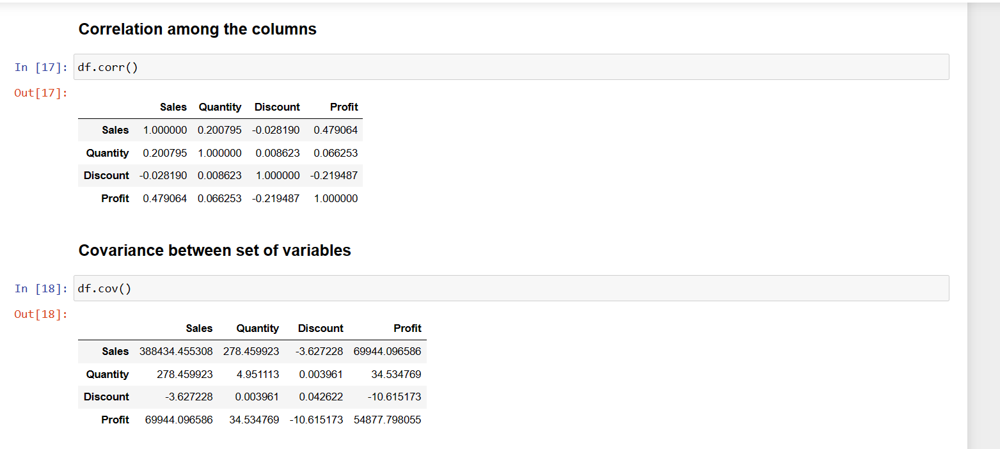 Correlation among the columns
In [17]: df.corr()
Out[17]:
Sales Quantity Discount Profit
Sales 1.000000 0.200795 -0.028190 0.479064
Quantity 0.200795 1.000000 0.008623 0.066253
Discount -0.028190 0.008623 1.000000 -0.219487
Profit 0.479064 0.066253 -0.219487 1.000000
Covariance between set of variables
In [18]: df.cov()
Out[18]:
Sales Quantity Discount Profit
Sales 388434.455308 278.459923 -3.627228 69944.096586
Quantity 278.459923 4.951113 0.003961 34.534769
Discount -3.627228 0.003961 0.042622 -10.615173
Profit 69944.096586 34.534769 -10.615173 54877.798055